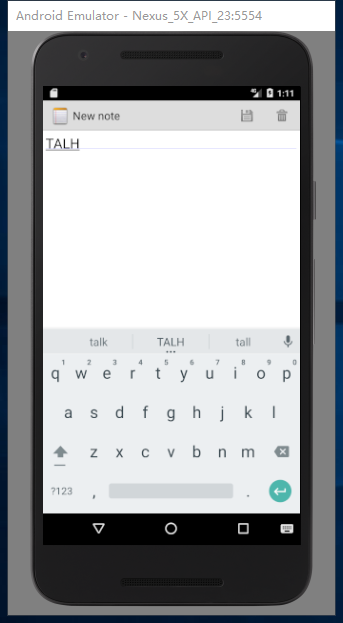 Android Emulator - Nexus_5X_API_23:5554
4G 1:11
New note
TALH
talk TALH tall
1 2 3 4 5 6 7 8 9 0
q w e r t y u i o p
a s d f g h j k l
z x c v b n m
?123 , .